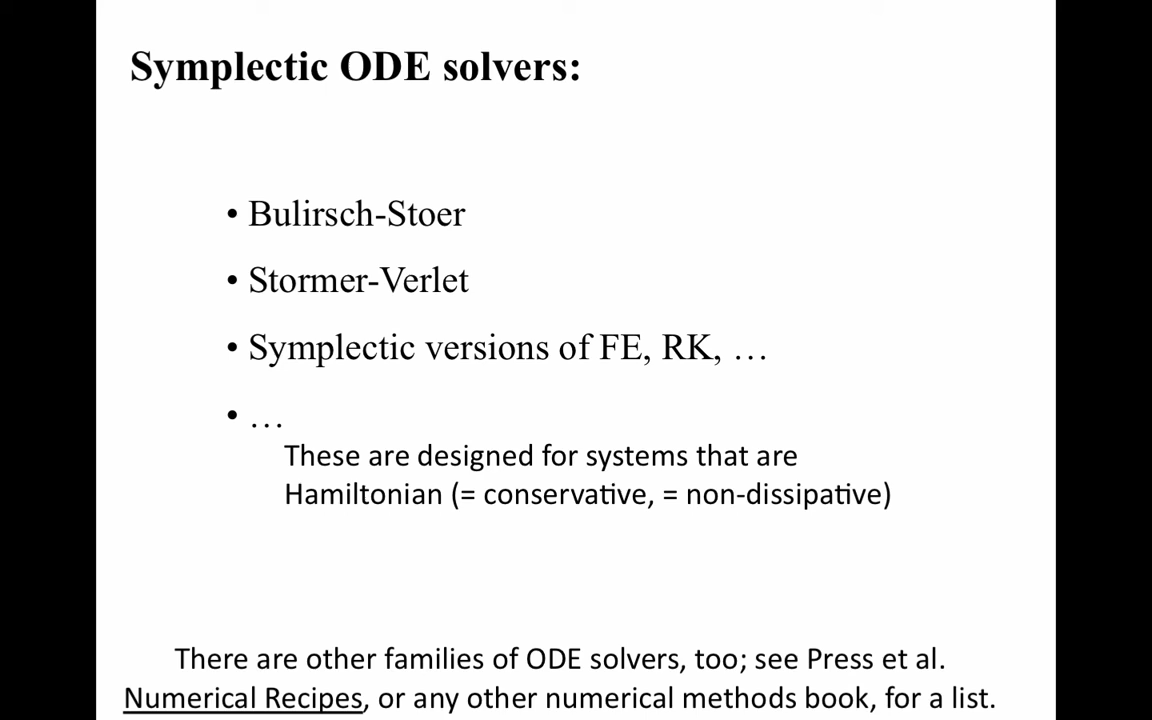 Symplectic ODE solvers:
• Bulirsch-Stoer
• Stormer-Verlet
• Symplectic versions of FE, RK, …
• …
These are designed for systems that are
Hamiltonian (= conservative, = non-dissipative)
There are other families of ODE solvers, too; see Press et al.
Numerical Recipes, or any other numerical methods book, for a list.